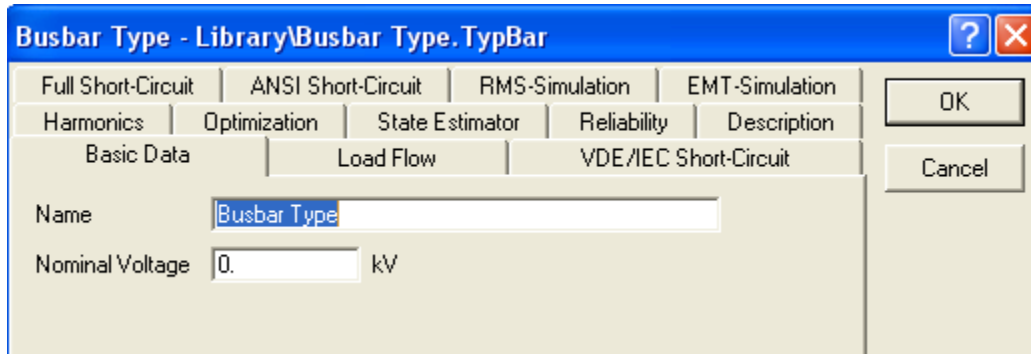 Busbar Type - Library\Busbar Type.TypBar
Full Short-Circuit ANSI Short-Circuit RMS-Simulation EMT-Simulation
OK
Harmonics Optimization State Estimator Reliability Description
Basic Data Load Flow VDE/IEC Short-Circuit
Cancel
Name Busbar Type
Nominal Voltage 0. kV